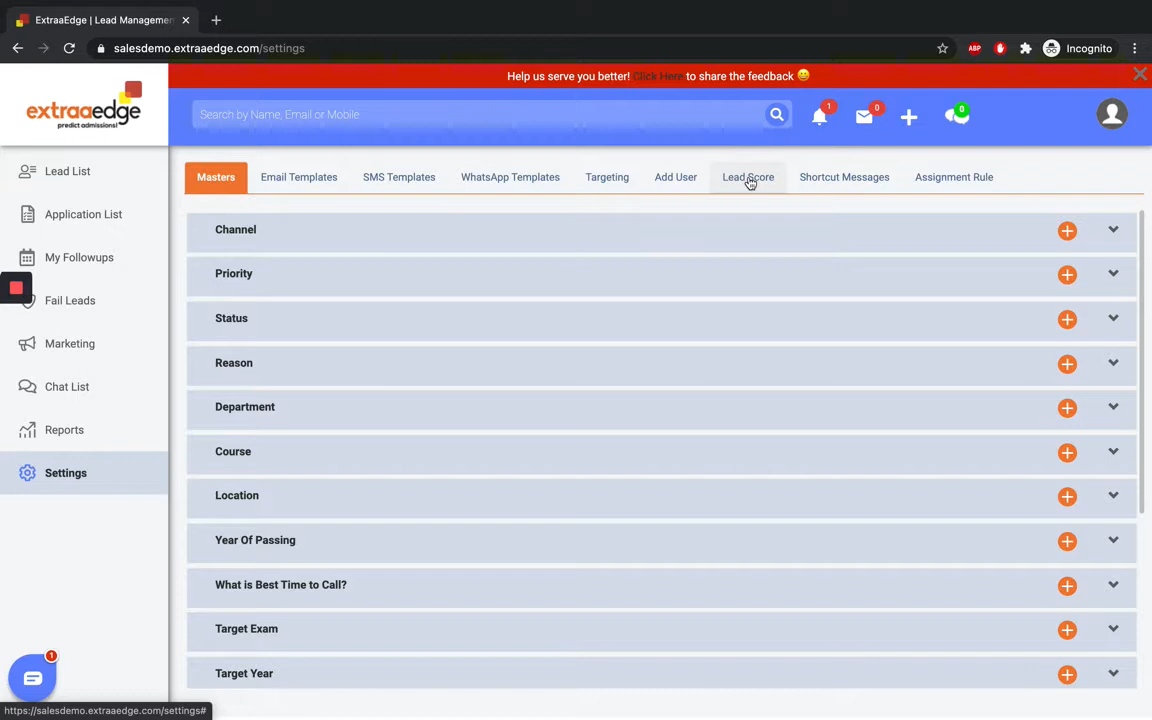 ExtraaEdge | Lead Managemen
salesdemo.extraaedge.com/settings
ABP
Incognito
Help us serve you better! Click Here to share the feedback 😀
extraaedge
predict admissions!
Search by Name, Email or Mobile
1
0
0
Lead List
Application List
My Followups
Fail Leads
Marketing
Chat List
Reports
Settings
Masters
Email Templates
SMS Templates
WhatsApp Templates
Targeting
Add User
Lead Score
Shortcut Messages
Assignment Rule
Channel
Priority
Status
Reason
Department
Course
Location
Year Of Passing
What is Best Time to Call?
Target Exam
Target Year
1
https://salesdemo.extraaedge.com/settings#